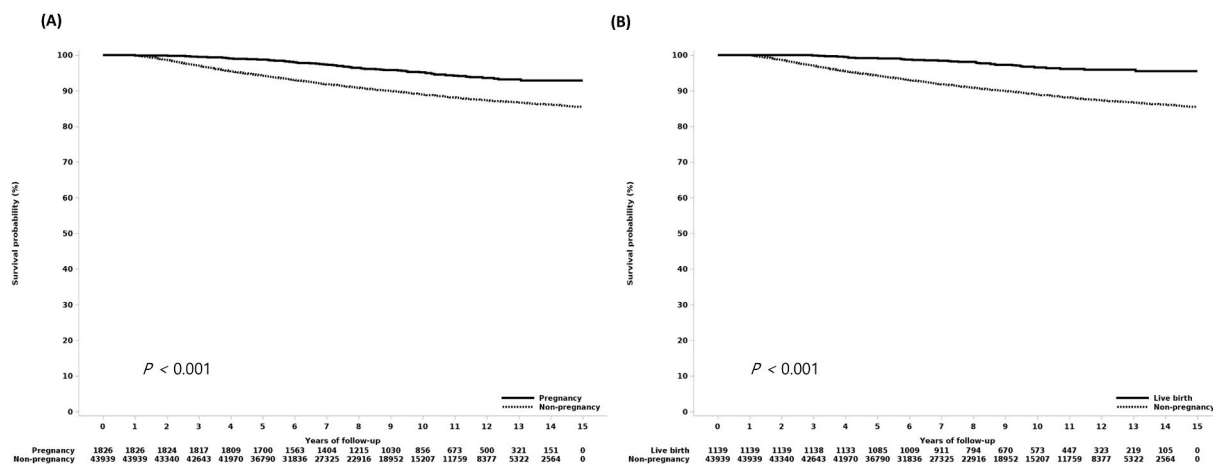 (A)
Survival probability (%)
100
90
80
70
60
50
40
30
20
10
0
P < 0.001
Pregnancy
Non-pregnancy
0 1 2 3 4 5 6 7 8 9 10 11 12 13 14 15
Years of follow-up
Pregnancy 1826 1826 1824 1817 1809 1700 1563 1404 1215 1030 856 673 500 321 151 0
Non-pregnancy 43939 43939 43340 42643 41970 36790 31836 27325 22916 18952 15207 11759 8377 5322 2564 0
(B)
Survival probability (%)
100
90
80
70
60
50
40
30
20
10
0
P < 0.001
Live birth
Non-pregnancy
0 1 2 3 4 5 6 7 8 9 10 11 12 13 14 15
Years of follow-up
Live birth 1139 1139 1139 1138 1133 1085 1009 911 794 670 573 447 323 219 105 0
Non-pregnancy 43939 43939 43340 42643 41970 36790 31836 27325 22916 18952 15207 11759 8377 5322 2564 0